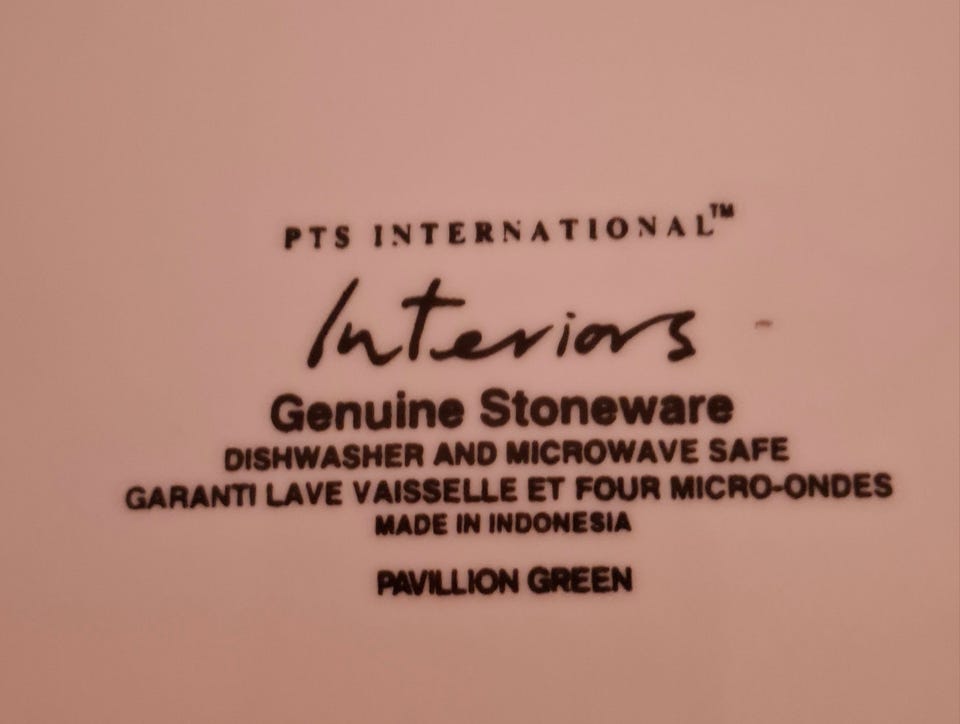 PTS INTERNATIONAL™
Interiors
Genuine Stoneware
DISHWASHER AND MICROWAVE SAFE
GARANTI LAVE VAISSELLE ET FOUR MICRO-ONDES
MADE IN INDONESIA
PAVILLION GREEN